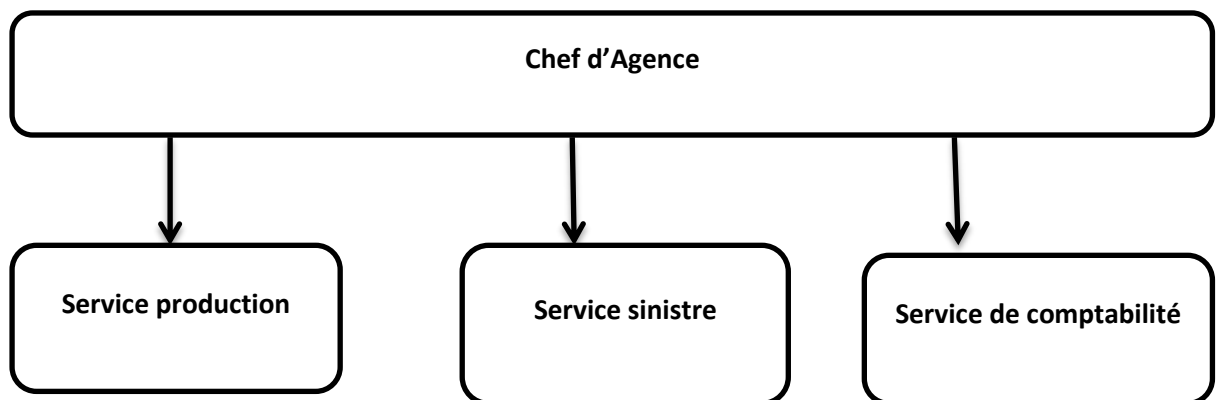 Chef d’Agence
Service production
Service sinistre
Service de comptabilité